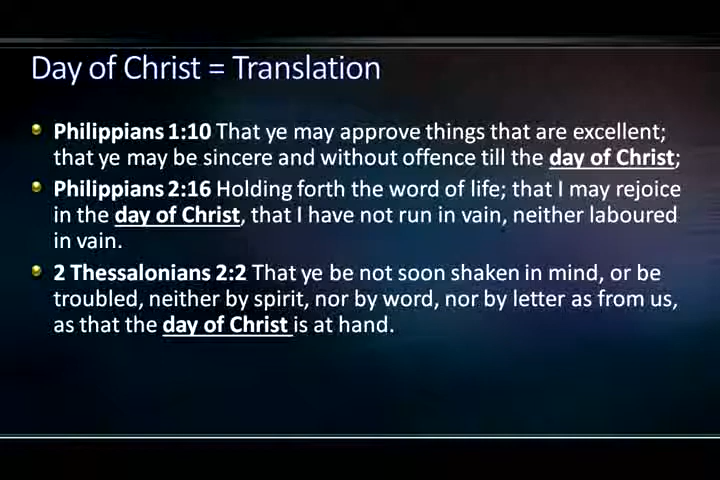 Day of Christ = Translation
Philippians 1:10 That ye may approve things that are excellent;
that ye may be sincere and without offence till the day of Christ;
Philippians 2:16 Holding forth the word of life; that I may rejoice
in the day of Christ, that I have not run in vain, neither laboured
in vain.
2 Thessalonians 2:2 That ye be not soon shaken in mind, or be
troubled, neither by spirit, nor by word, nor by letter as from us,
as that the day of Christ is at hand.